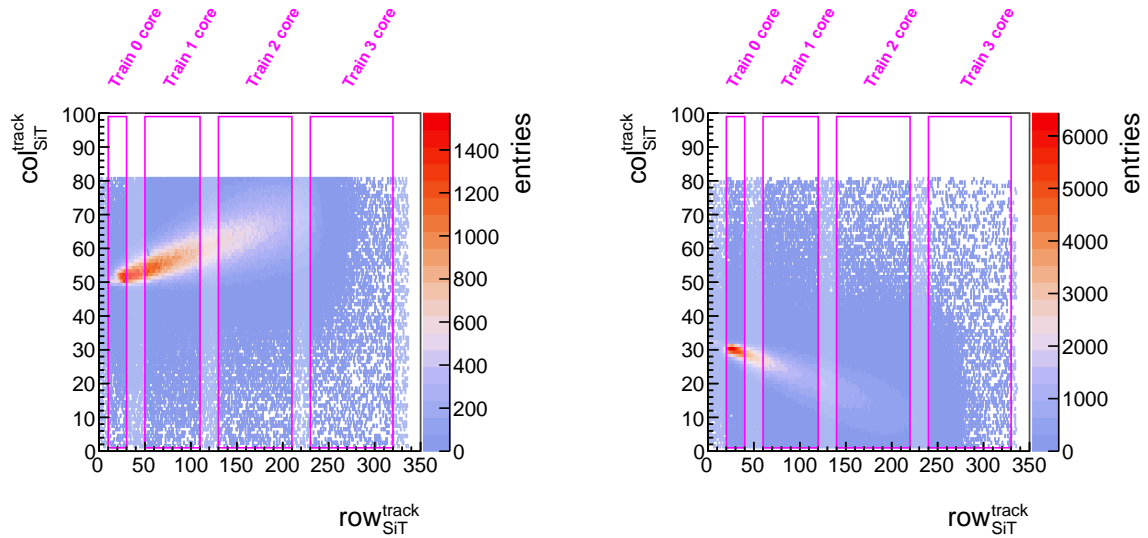 Train 0 core
Train 1 core
Train 2 core
Train 3 core
col^track_SiT
100
90
80
70
60
50
40
30
20
10
0
0 50 100 150 200 250 300 350
row^track_SiT
1400
1200
1000
800
600
400
200
0
entries
Train 0 core
Train 1 core
Train 2 core
Train 3 core
col^track_SiT
100
90
80
70
60
50
40
30
20
10
0
0 50 100 150 200 250 300 350
row^track_SiT
6000
5000
4000
3000
2000
1000
0
entries